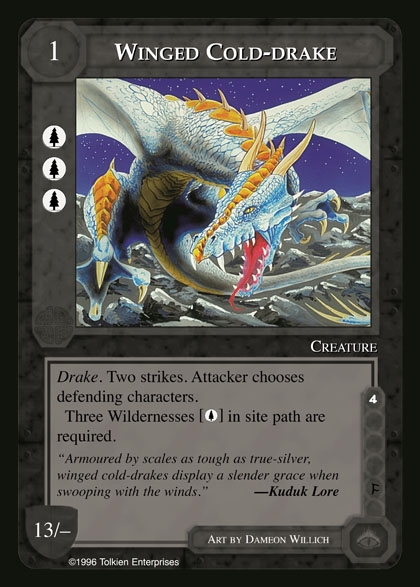 1
WINGED COLD-DRAKE
CREATURE
Drake. Two strikes. Attacker chooses
defending characters.
Three Wildernesses [] in site path are
required.
“Armoured by scales as tough as true-silver,
winged cold-drakes display a slender grace when
swooping with the winds.” —Kuduk Lore
4
13/–
ART BY DAMEON WILLICH
©1996 Tolkien Enterprises